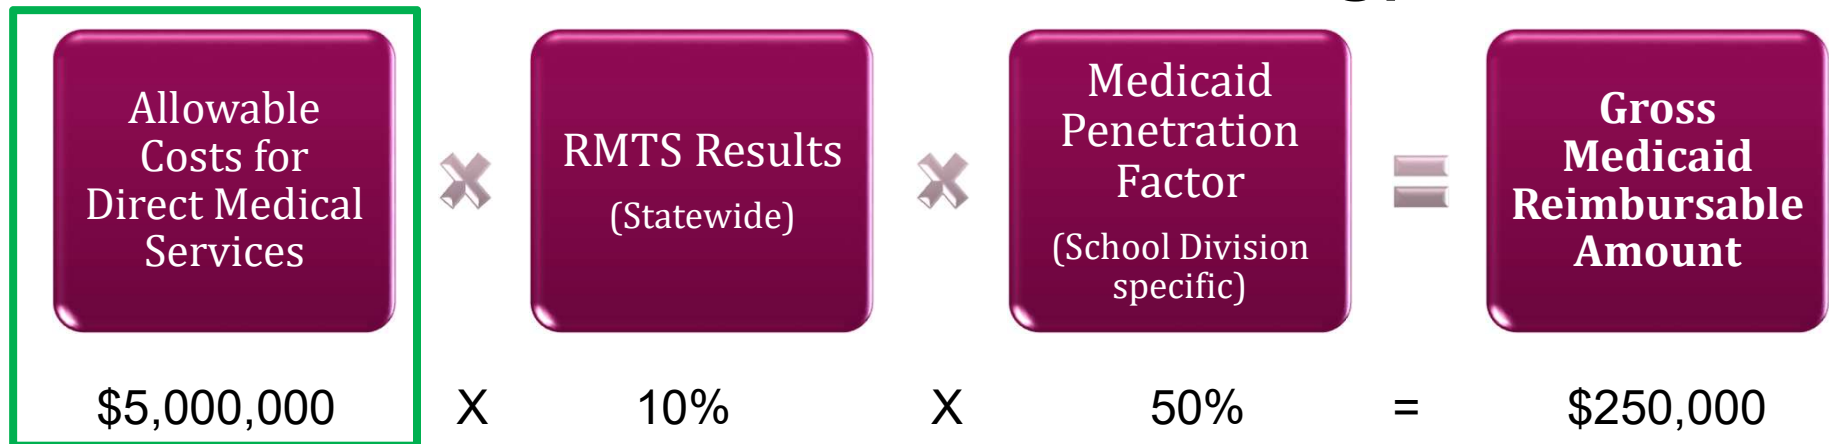 Allowable
Costs for
Direct Medical
Services
RMTS Results
(Statewide)
Medicaid
Penetration
Factor
(School Division
specific)
Gross
Medicaid
Reimbursable
Amount
$5,000,000 X 10% X 50% = $250,000